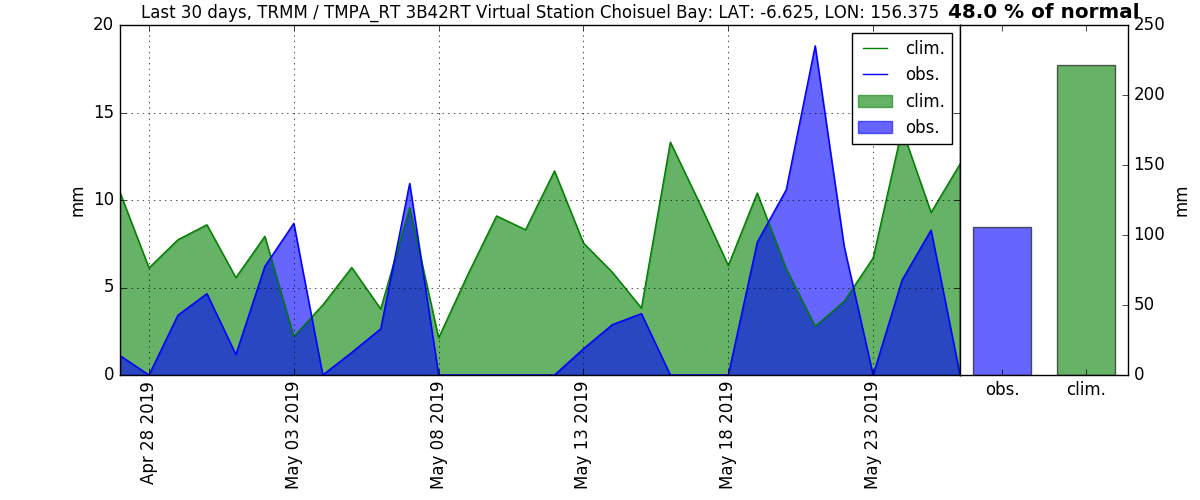 Last 30 days, TRMM / TMPA_RT 3B42RT Virtual Station Choisuel Bay: LAT: -6.625, LON: 156.375
48.0 % of normal
20
15
10
5
0
mm
clim.
obs.
clim.
obs.
250
200
150
100
50
0
mm
obs.
clim.
Apr 28 2019
May 03 2019
May 08 2019
May 13 2019
May 18 2019
May 23 2019